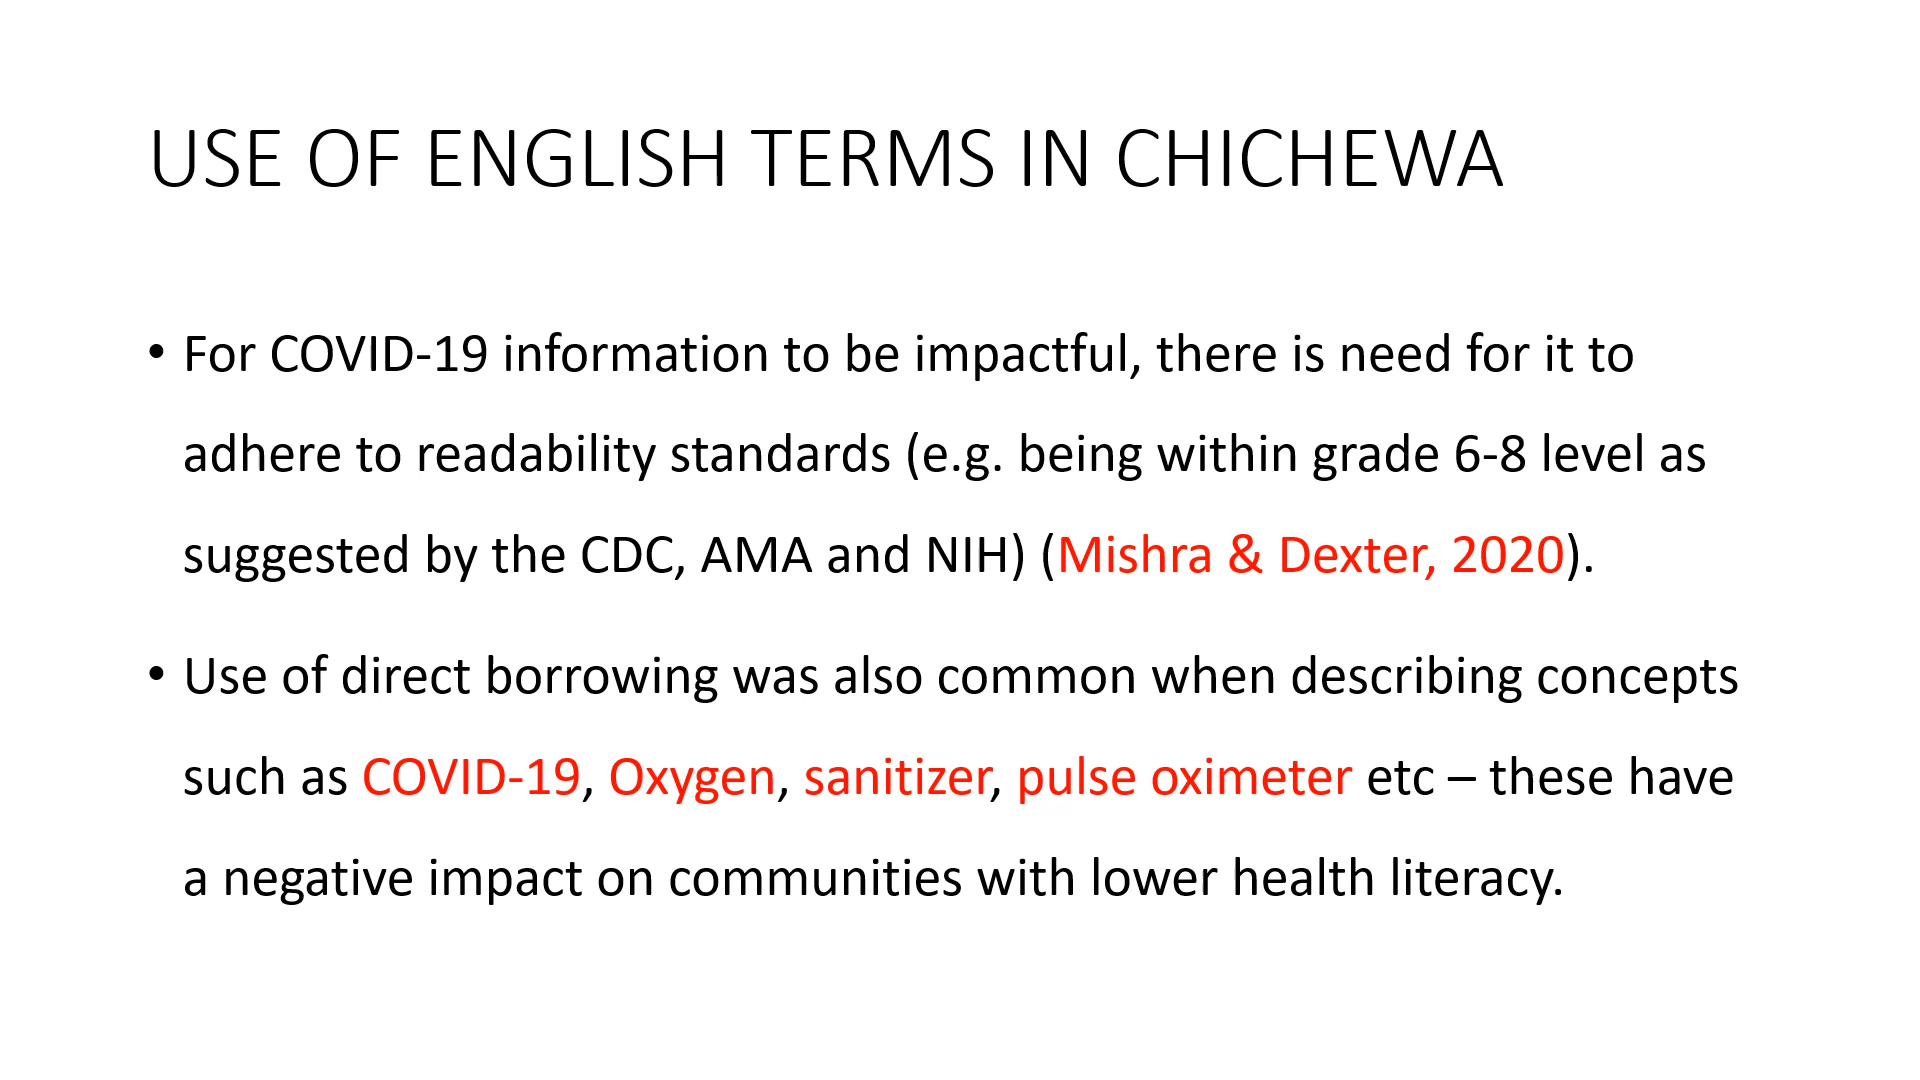 USE OF ENGLISH TERMS IN CHICHEWA
• For COVID-19 information to be impactful, there is need for it to
adhere to readability standards (e.g. being within grade 6-8 level as
suggested by the CDC, AMA and NIH) (Mishra & Dexter, 2020).
• Use of direct borrowing was also common when describing concepts
such as COVID-19, Oxygen, sanitizer, pulse oximeter etc – these have
a negative impact on communities with lower health literacy.